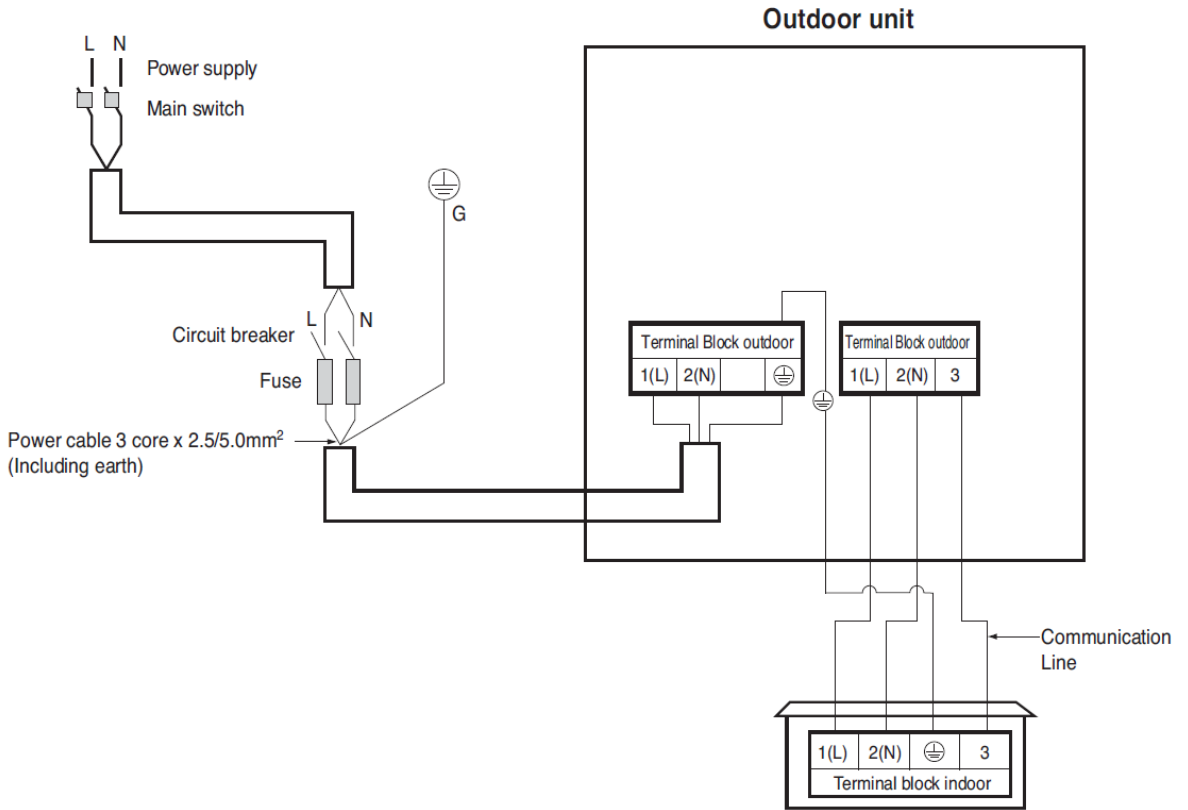 Outdoor unit
L N
Power supply
Main switch
G
L N
Circuit breaker
Fuse
Power cable 3 core x 2.5/5.0mm²
(Including earth)
Terminal Block outdoor
1(L) 2(N)
Terminal Block outdoor
1(L) 2(N) 3
Communication
Line
1(L) 2(N) 3
Terminal block indoor